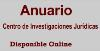 Anuario
Centro de Investigaciones Jurídicas
Disponible Online